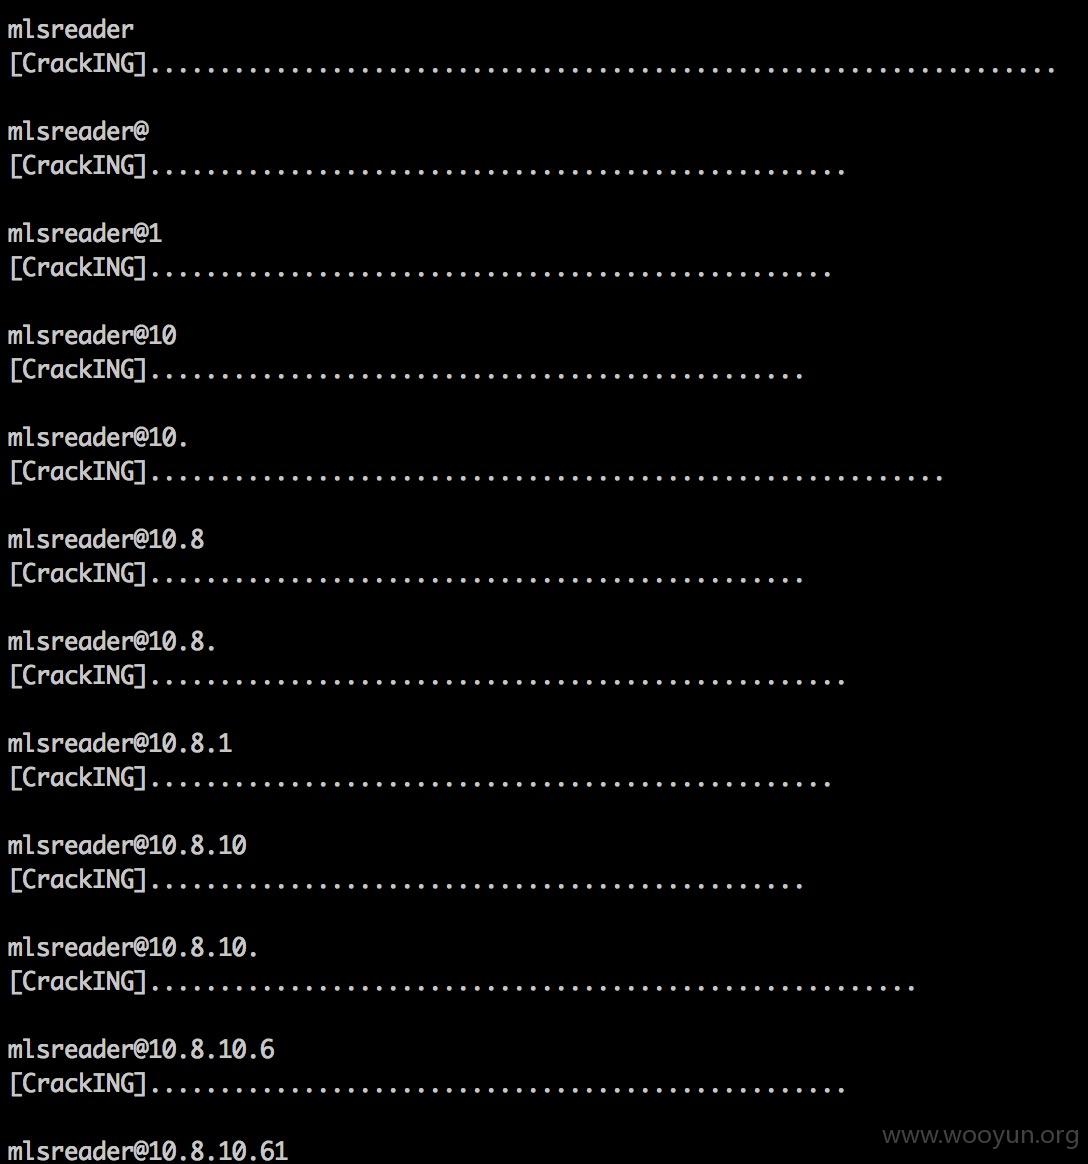 mlsreader
[CrackING].................................................................
mlsreader@
[CrackING]..................................................
mlsreader@1
[CrackING].................................................
mlsreader@10
[CrackING]...............................................
mlsreader@10.
[CrackING].........................................................
mlsreader@10.8
[CrackING]...............................................
mlsreader@10.8.
[CrackING]..................................................
mlsreader@10.8.1
[CrackING].................................................
mlsreader@10.8.10
[CrackING]...............................................
mlsreader@10.8.10.
[CrackING].......................................................
mlsreader@10.8.10.6
[CrackING]..................................................
mlsreader@10.8.10.61
www.wooyun.org